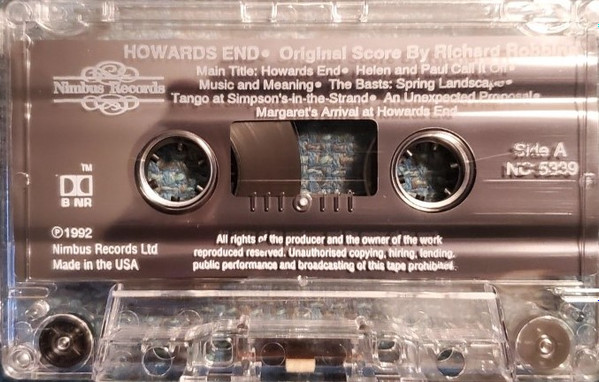 HOWARDS END • Original Score By Richard Robbins
Main Title: Howards End • Helen and Paul Call It Off •
Music and Meaning • The Basts: Spring Landscape •
Tango at Simpson's-in-the-Strand • An Unexpected Proposal •
Margaret's Arrival at Howards End
Nimbus Records
Side A
NC 5339
TM
B NR
℗1992
Nimbus Records Ltd
Made in the USA
All rights of the producer and the owner of the work
reproduced reserved. Unauthorised copying, hiring, lending,
public performance and broadcasting of this tape prohibited.